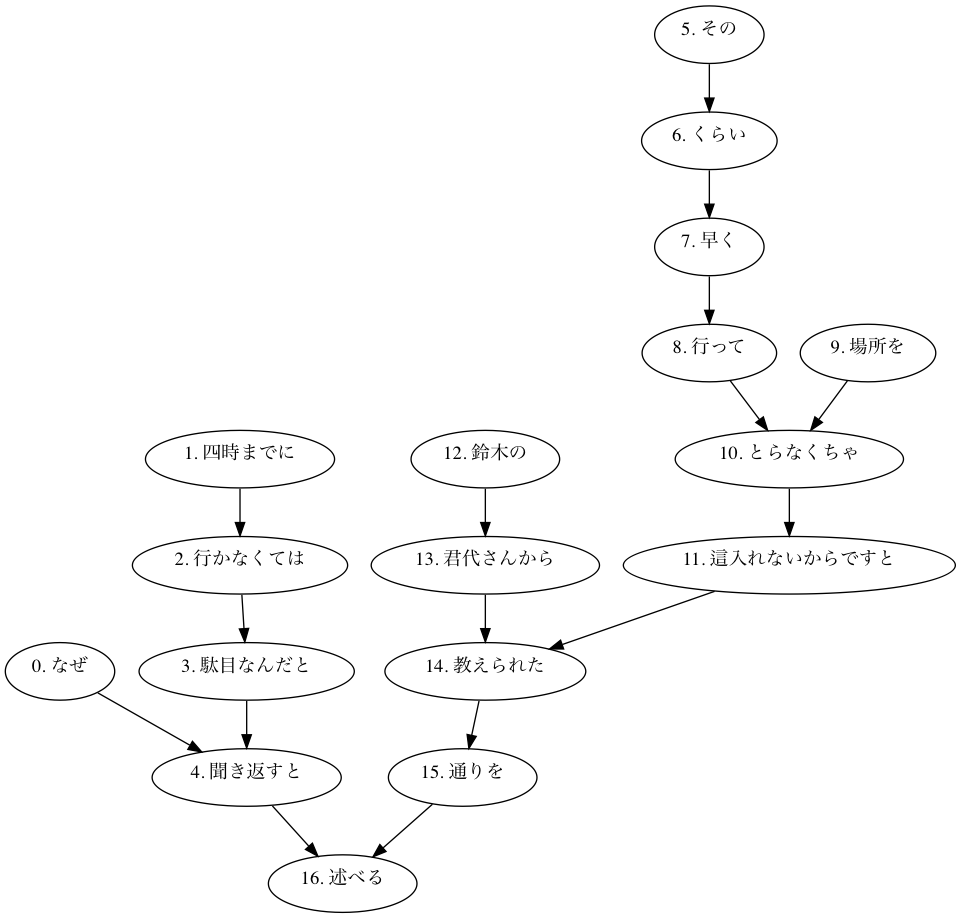 5. その
6. くらい
7. 早く
8. 行って
9. 場所を
1. 四時までに
12. 鈴木の
10. とらなくちゃ
2. 行かなくては
13. 君代さんから
11. 這入れないからですと
0. なぜ
3. 駄目なんだと
14. 教えられた
4. 聞き返すと
15. 通りを
16. 述べる